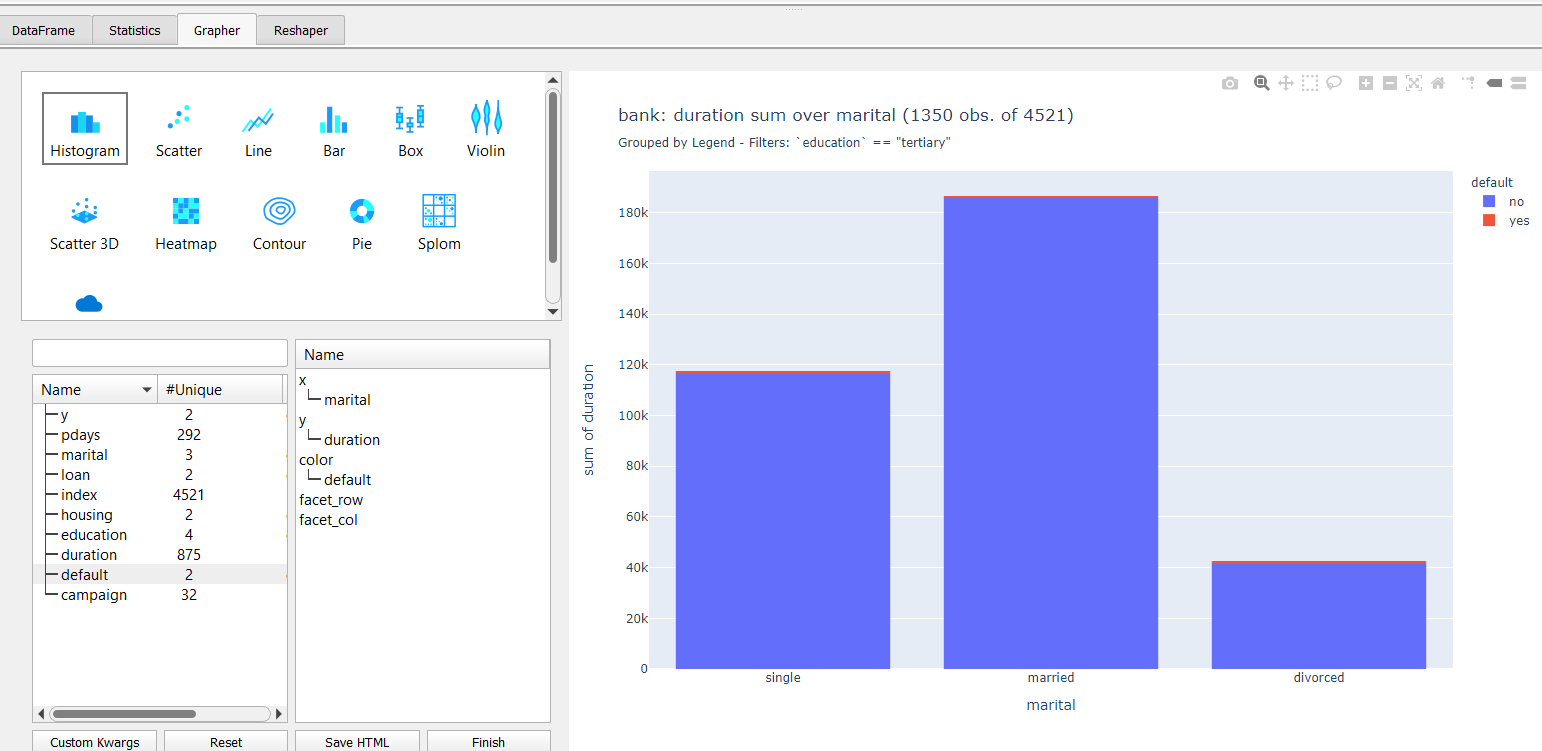 DataFrame Statistics Grapher Reshaper
Histogram Scatter Line Bar Box Violin
Scatter 3D Heatmap Contour Pie Splom
Name #Unique
y 2
pdays 292
marital 3
loan 2
index 4521
housing 2
education 4
duration 875
default 2
campaign 32
Custom Kwargs Reset
Name
x
marital
y
duration
color
default
facet_row
facet_col
Save HTML Finish
bank: duration sum over marital (1350 obs. of 4521)
Grouped by Legend - Filters: `education` == "tertiary"
default
no
yes
sum of duration
180k
160k
140k
120k
100k
80k
60k
40k
20k
0
single married divorced
marital